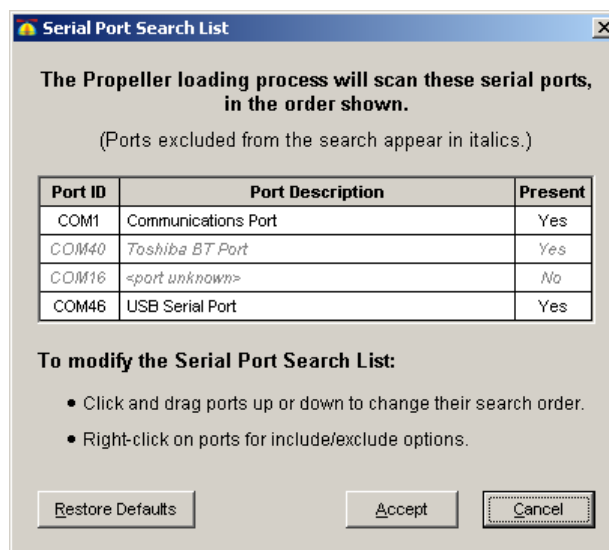 Serial Port Search List
The Propeller loading process will scan these serial ports,
in the order shown.
(Ports excluded from the search appear in italics.)
Port ID Port Description Present
COM1 Communications Port Yes
COM40 Toshiba BT Port Yes
COM16 <port unknown> No
COM46 USB Serial Port Yes
To modify the Serial Port Search List:
• Click and drag ports up or down to change their search order.
• Right-click on ports for include/exclude options.
Restore Defaults Accept Cancel